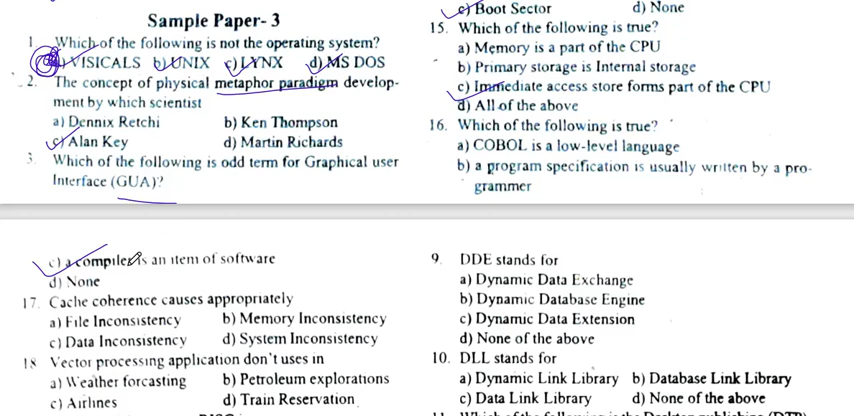 Sample Paper- 3
1. Which of the following is not the operating system?
a) VISICALS b) UNIX c) LYNX d) MS DOS
2. The concept of physical metaphor paradigm develop-
ment by which scientist
a) Dennix Retchi b) Ken Thompson
c) Alan Key d) Martin Richards
3. Which of the following is odd term for Graphical user
Interface (GUA)?
c) Boot Sector d) None
15. Which of the following is true?
a) Memory is a part of the CPU
b) Primary storage is Internal storage
c) Immediate access store forms part of the CPU
d) All of the above
16. Which of the following is true?
a) COBOL is a low-level language
b) a program specification is usually written by a pro-
grammer
c) a compiler is an item of software
d) None
17. Cache coherence causes appropriately
a) File Inconsistency b) Memory Inconsistency
c) Data Inconsistency d) System Inconsistency
18. Vector processing application don't uses in
a) Weather forcasting b) Petroleum explorations
c) Airlines d) Train Reservation
9. DDE stands for
a) Dynamic Data Exchange
b) Dynamic Database Engine
c) Dynamic Data Extension
d) None of the above
10. DLL stands for
a) Dynamic Link Library b) Database Link Library
c) Data Link Library d) None of the above